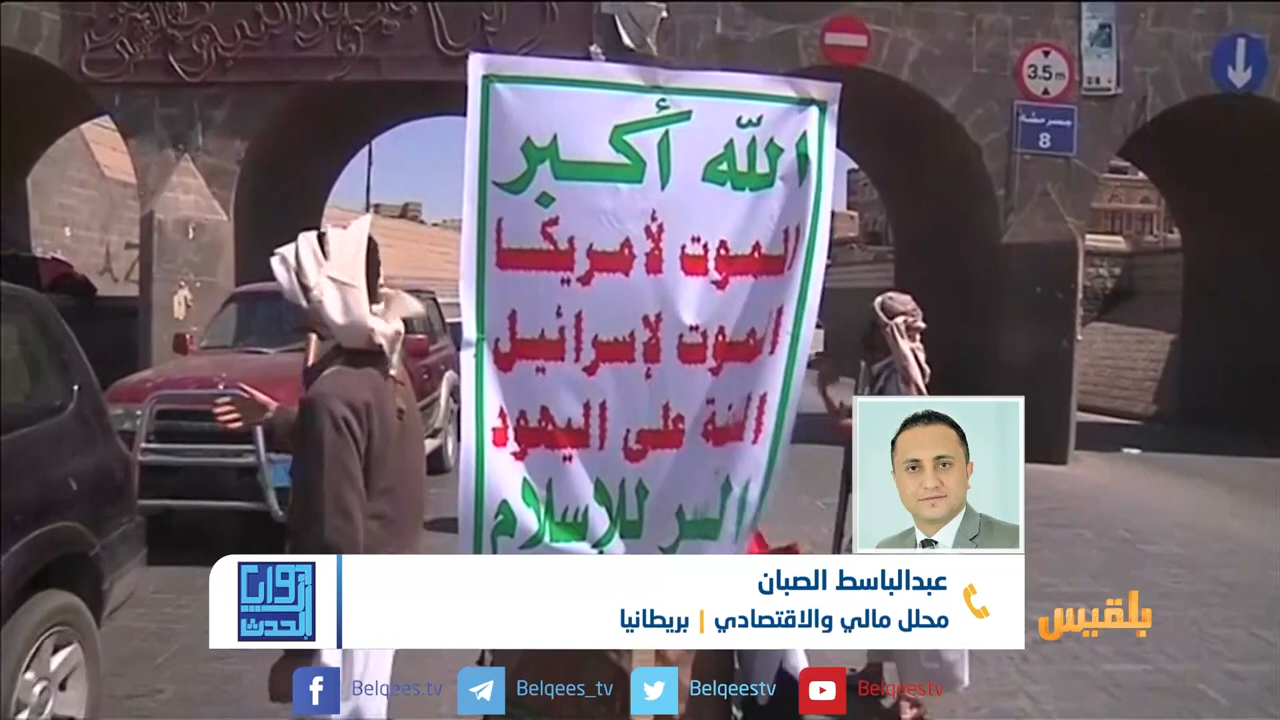 3.5m
8
الله أكبر
الموت لأمريكا
الموت لإسرائيل
اللعنة على اليهود
النصر للإسلام
عبدالباسط الصبان
محلل مالي والاقتصادي | بريطانيا
زوايا
الحدث
بلقيس
Belqees.tv
Belqees_tv
Belqeestv
Belqeestv